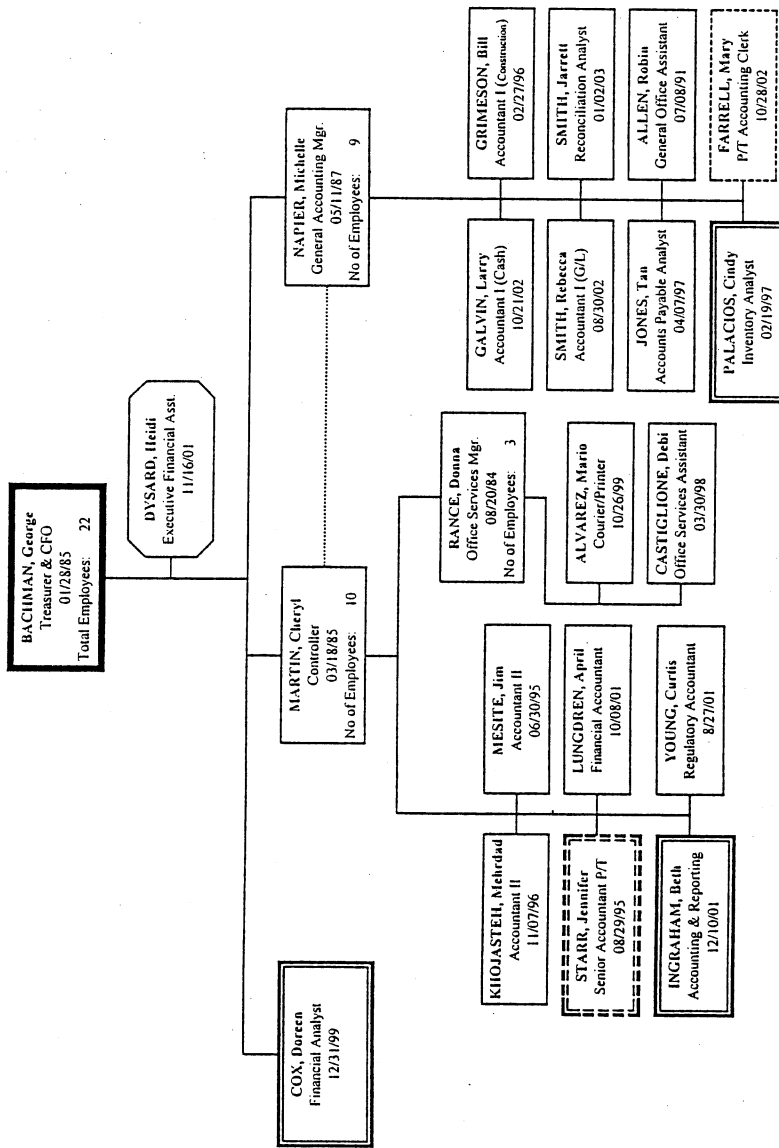 BACHMAN, George
Treasurer & CFO
01/28/85
Total Employees: 22
DYSARD, Heidi
Executive Financial Asst.
11/16/01
COX, Doreen
Financial Analyst
12/31/99
MARTIN, Cheryl
Controller
03/18/85
No of Employees: 10
NAPIER, Michelle
General Accounting Mgr.
05/11/87
No of Employees: 9
KHOJASTEH, Mehrdad
Accountant II
11/07/96
MESITE, Jim
Accountant II
06/30/95
STARR, Jennifer
Senior Accountant P/T
08/29/95
LUNGDREN, April
Financial Accountant
10/08/01
INGRAHAM, Beth
Accounting & Reporting
12/10/01
YOUNG, Curtis
Regulatory Accountant
8/27/01
RANCE, Donna
Office Services Mgr.
08/20/84
No of Employees: 3
ALVAREZ, Mario
Courier/Printer
10/26/99
CASTIGLIONE, Debi
Office Services Assistant
03/30/98
GALVIN, Larry
Accountant I (Cash)
10/21/02
GRIMESON, Bill
Accountant I (Construction)
02/27/96
SMITH, Rebecca
Accountant I (G/L)
08/30/02
SMITH, Jarrett
Reconciliation Analyst
01/02/03
JONES, Tan
Accounts Payable Analyst
04/07/97
ALLEN, Robin
General Office Assistant
07/08/91
PALACIOS, Cindy
Inventory Analyst
02/19/97
FARRELL, Mary
P/T Accounting Clerk
10/28/02